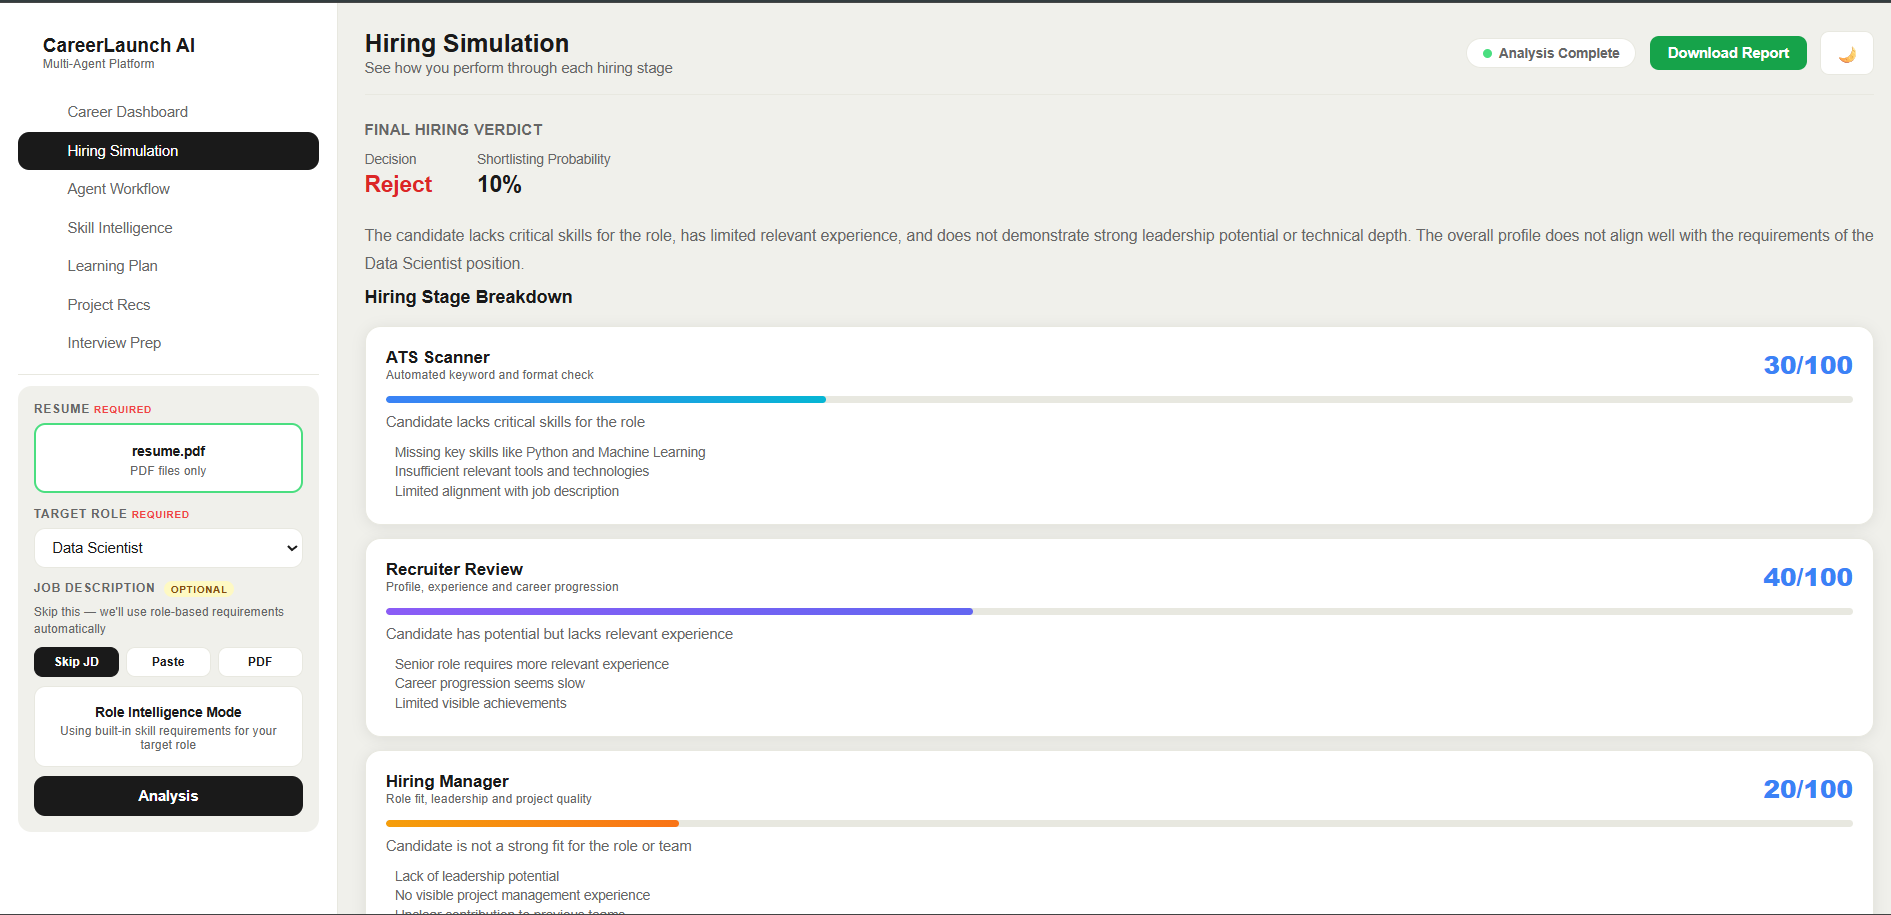 CareerLaunch AI
Multi-Agent Platform
Career Dashboard
Hiring Simulation
Agent Workflow
Skill Intelligence
Learning Plan
Project Recs
Interview Prep
RESUME REQUIRED
resume.pdf
PDF files only
TARGET ROLE REQUIRED
Data Scientist
JOB DESCRIPTION OPTIONAL
Skip this — we'll use role-based requirements
automatically
Skip JD Paste PDF
Role Intelligence Mode
Using built-in skill requirements for your
target role
Analysis
Hiring Simulation
See how you perform through each hiring stage
Analysis Complete
Download Report
FINAL HIRING VERDICT
Decision Shortlisting Probability
Reject 10%
The candidate lacks critical skills for the role, has limited relevant experience, and does not demonstrate strong leadership potential or technical depth. The overall profile does not align well with the requirements of the
Data Scientist position.
Hiring Stage Breakdown
ATS Scanner
Automated keyword and format check
30/100
Candidate lacks critical skills for the role
Missing key skills like Python and Machine Learning
Insufficient relevant tools and technologies
Limited alignment with job description
Recruiter Review
Profile, experience and career progression
40/100
Candidate has potential but lacks relevant experience
Senior role requires more relevant experience
Career progression seems slow
Limited visible achievements
Hiring Manager
Role fit, leadership and project quality
20/100
Candidate is not a strong fit for the role or team
Lack of leadership potential
No visible project management experience
Unclear contribution to previous teams